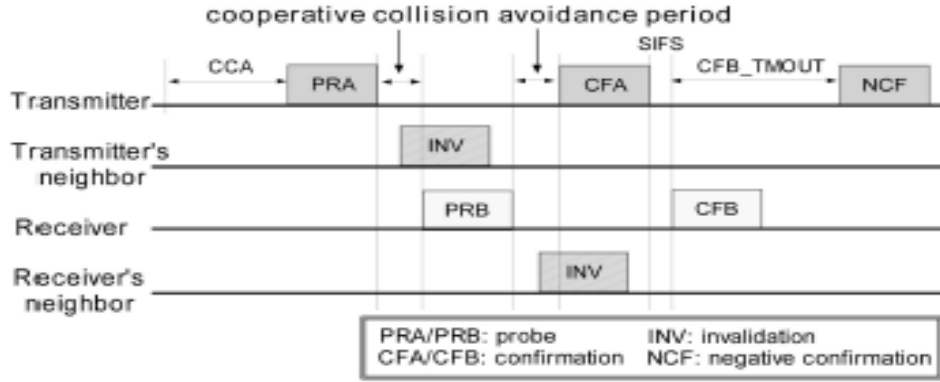 cooperative collision avoidance period
SIFS
CCA
CFB_TMOUT
PRA
CFA
NCF
Transmitter
Transmitter's
neighbor
INV
PRB
CFB
Receiver
Receiver's
neighbor
INV
PRA/PRB: probe INV: invalidation
CFA/CFB: confirmation NCF: negative confirmation